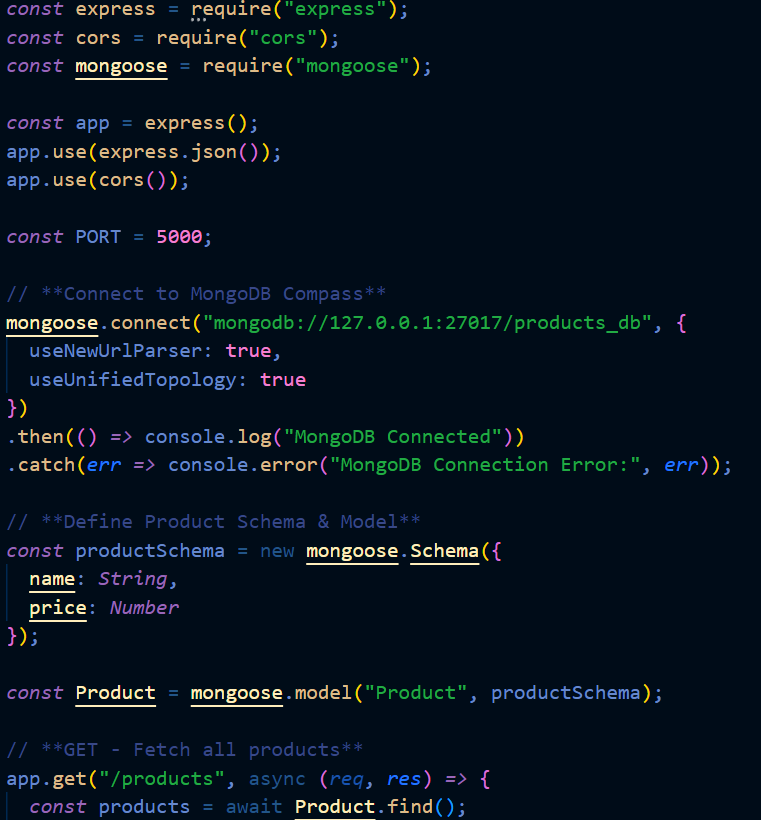 const express = require("express");
const cors = require("cors");
const mongoose = require("mongoose");
const app = express();
app.use(express.json());
app.use(cors());
const PORT = 5000;
// **Connect to MongoDB Compass**
mongoose.connect("mongodb://127.0.0.1:27017/products_db", {
  useNewUrlParser: true,
  useUnifiedTopology: true
})
.then(() => console.log("MongoDB Connected"))
.catch(err => console.error("MongoDB Connection Error:", err));
// **Define Product Schema & Model**
const productSchema = new mongoose.Schema({
  name: String,
  price: Number
});
const Product = mongoose.model("Product", productSchema);
// **GET - Fetch all products**
app.get("/products", async (req, res) => {
  const products = await Product.find();